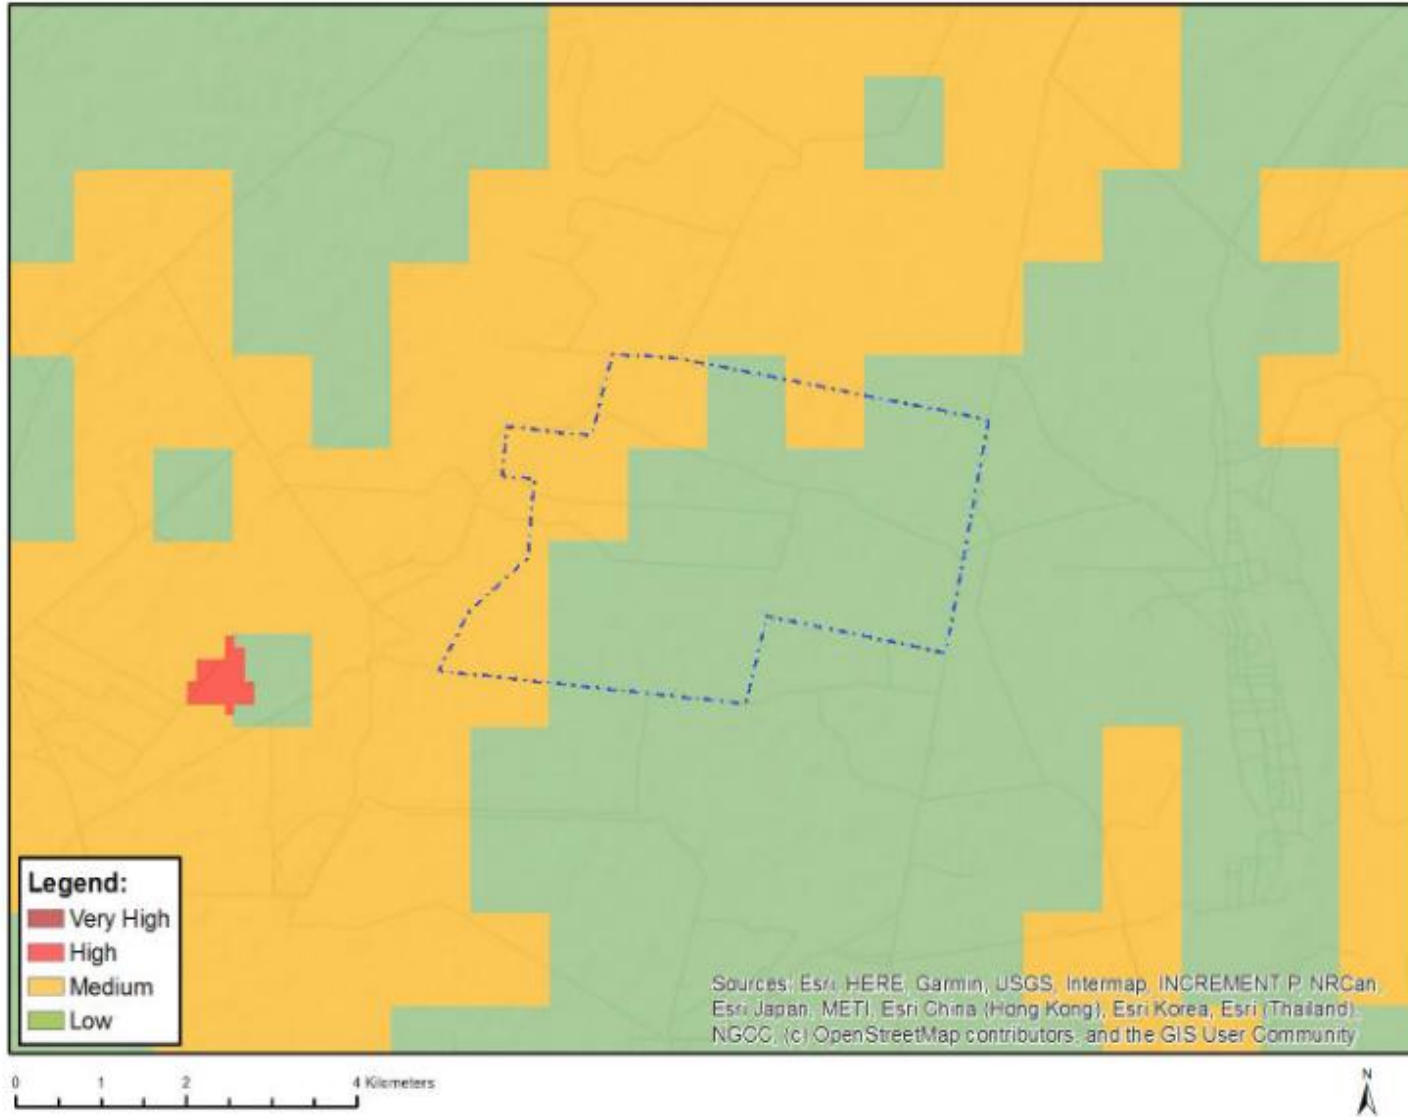 Legend:
Very High
High
Medium
Low
Sources: Esri, HERE, Garmin, USGS, Intermap, INCREMENT P, NRCan,
Esri Japan, METI, Esri China (Hong Kong), Esri Korea, Esri (Thailand),
NGCC, (c) OpenStreetMap contributors, and the GIS User Community
0 1 2 4 Kilometers
N